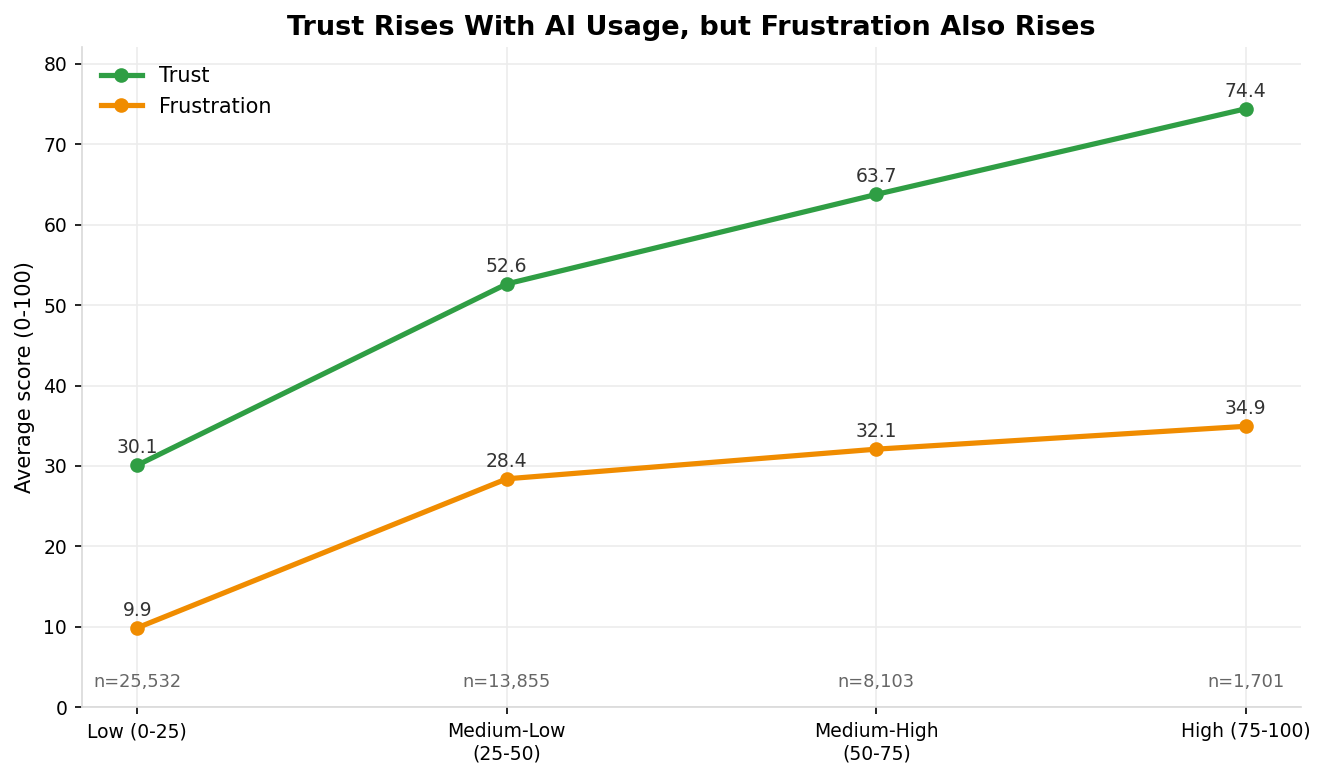 Trust Rises With AI Usage, but Frustration Also Rises
Trust
Frustration
Average score (0-100)
80
70
60
50
40
30
20
10
0
30.1
52.6
63.7
74.4
9.9
28.4
32.1
34.9
n=25,532
n=13,855
n=8,103
n=1,701
Low (0-25)
Medium-Low
(25-50)
Medium-High
(50-75)
High (75-100)